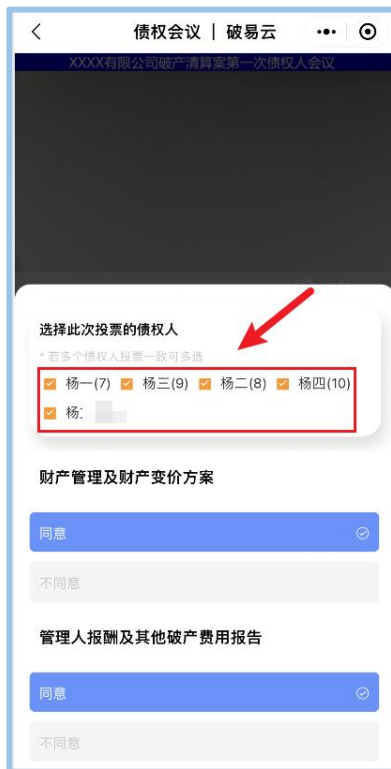 债权会议 | 破易云
XXXX有限公司破产清算案第一次债权人会议
选择此次投票的债权人
* 若多个债权人投票一致可多选
杨一(7) 杨三(9) 杨二(8) 杨四(10)
杨
财产管理及财产变价方案
同意
不同意
管理人报酬及其他破产费用报告
同意
不同意